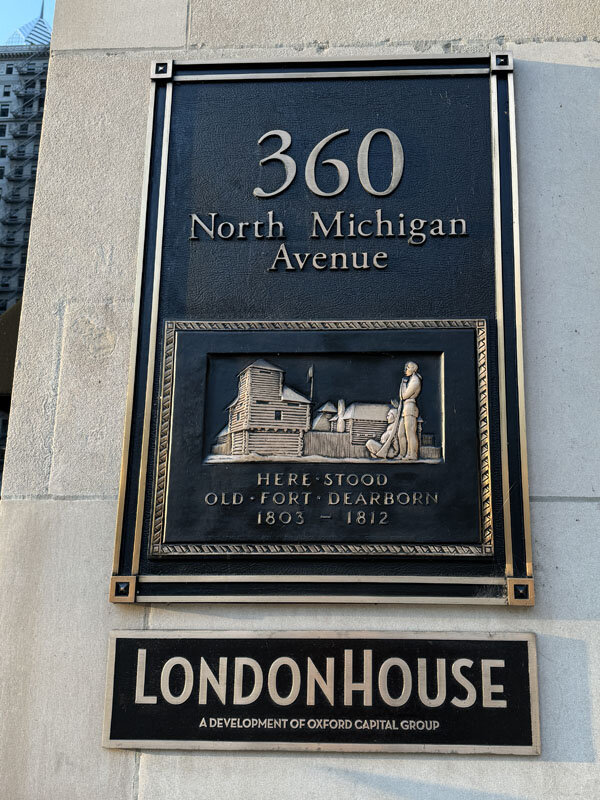 360
North Michigan
Avenue
HERE·STOOD
OLD·FORT·DEARBORN
1803 – 1812
LONDONHOUSE
A DEVELOPMENT OF OXFORD CAPITAL GROUP